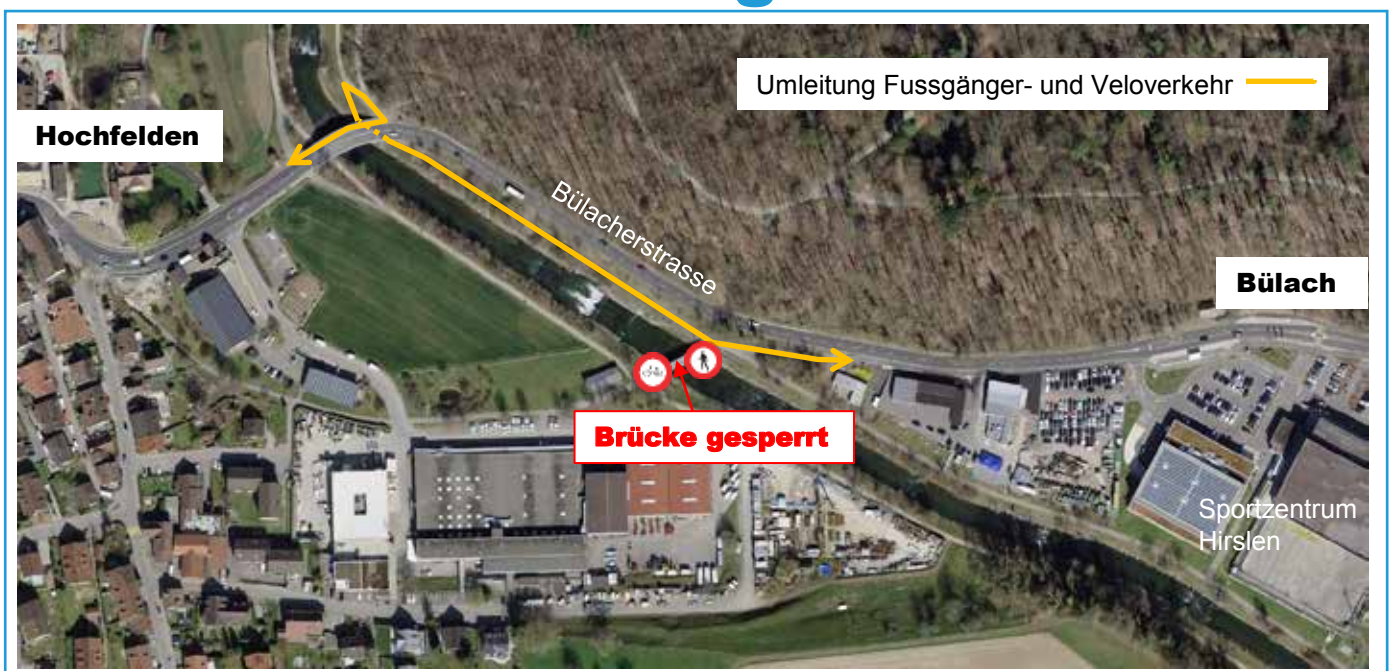 Umleitung Fussgänger- und Veloverkehr
Hochfelden
Bülacherstrasse
Bülach
Brücke gesperrt
Sportzentrum
Hirslen